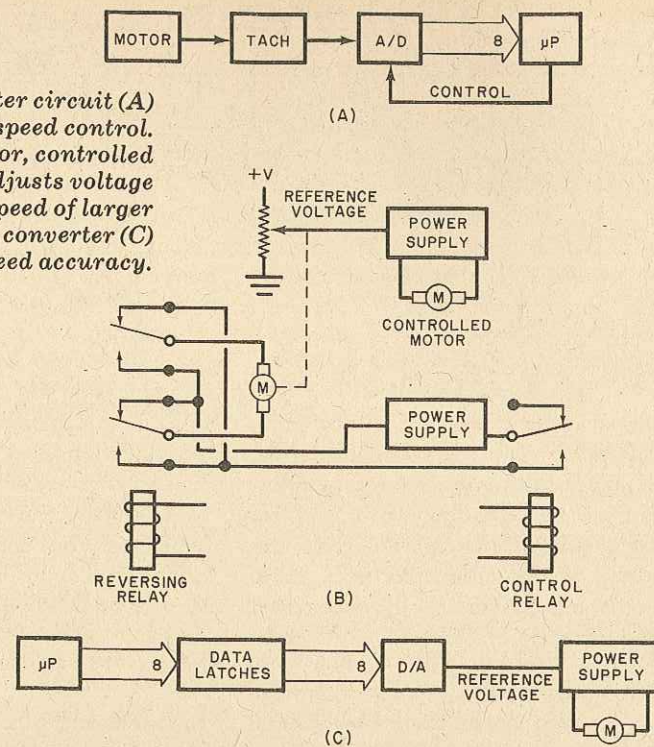 MOTOR TACH A/D 8 µP
CONTROL
(A)
ter circuit (A)
speed control.
or, controlled
djusts voltage
peed of larger
converter (C)
eed accuracy.
+V
REFERENCE
VOLTAGE
POWER
SUPPLY
M
CONTROLLED
MOTOR
M
POWER
SUPPLY
REVERSING
RELAY
(B)
CONTROL
RELAY
µP 8 DATA
LATCHES
8 D/A
REFERENCE
VOLTAGE
POWER
SUPPLY
M
(C)